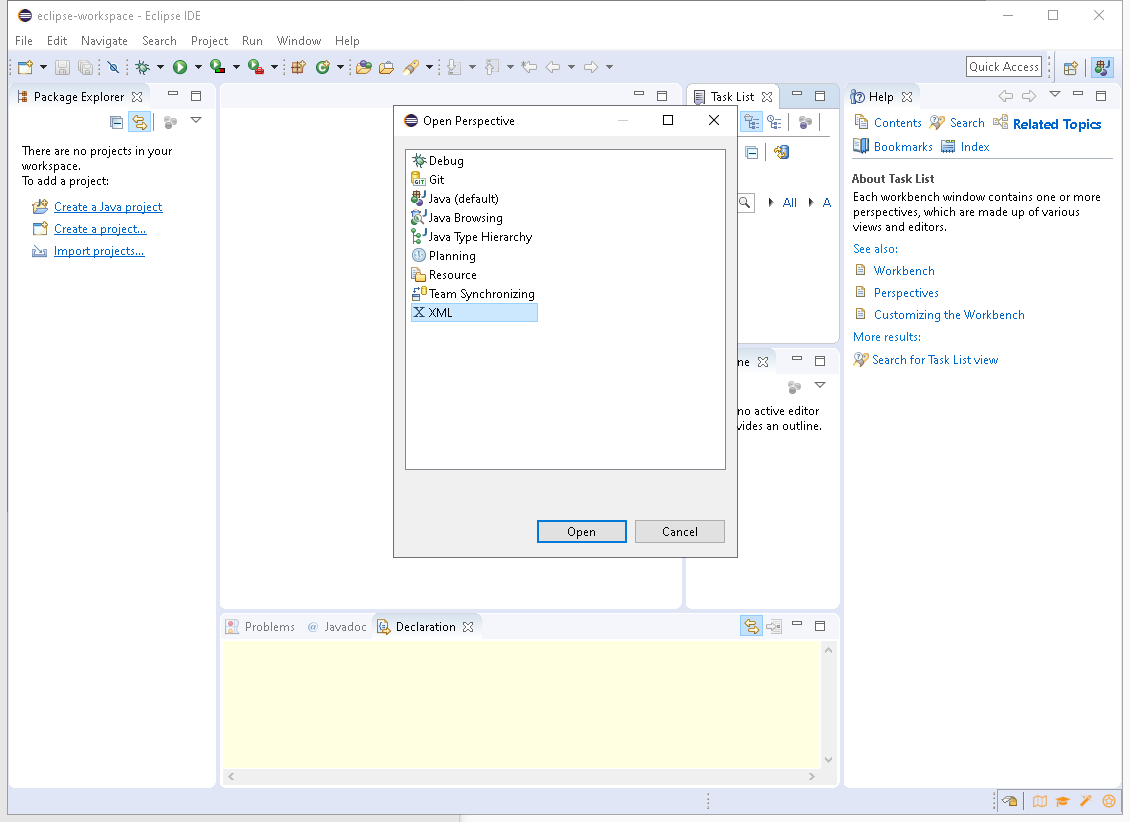 eclipse-workspace - Eclipse IDE
File Edit Navigate Search Project Run Window Help
Quick Access
Package Explorer
There are no projects in your
workspace.
To add a project:
Create a Java project
Create a project...
Import projects...
Open Perspective
Debug
GIT Git
Java (default)
Java Browsing
Java Type Hierarchy
Planning
Resource
Team Synchronizing
X XML
Open Cancel
Task List
All A
ne
no active editor
vides an outline.
Problems @ Javadoc Declaration
Help
Contents Search Related Topics
Bookmarks Index
About Task List
Each workbench window contains one or more
perspectives, which are made up of various
views and editors.
See also:
Workbench
Perspectives
Customizing the Workbench
More results:
Search for Task List view